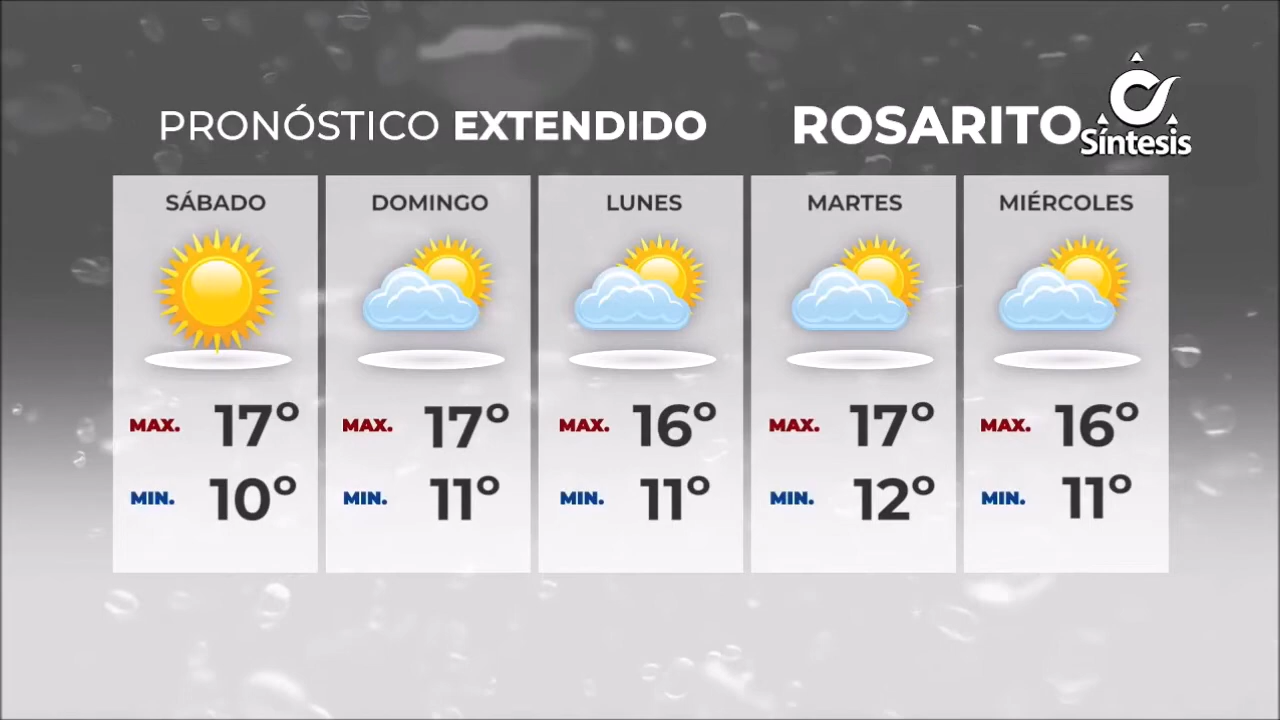 PRONÓSTICO EXTENDIDO ROSARITO
Síntesis
SÁBADO
MAX. 17°
MIN. 10°
DOMINGO
MAX. 17°
MIN. 11°
LUNES
MAX. 16°
MIN. 11°
MARTES
MAX. 17°
MIN. 12°
MIÉRCOLES
MAX. 16°
MIN. 11°